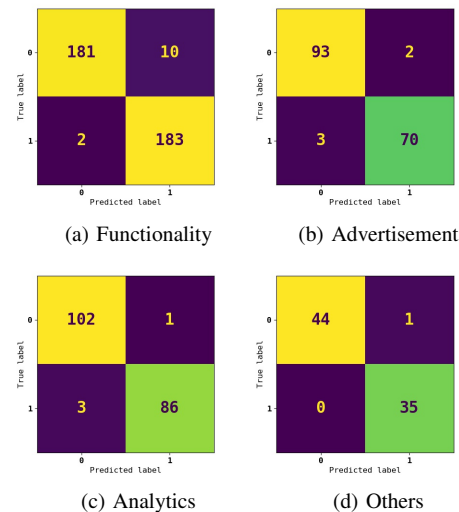 0
181 10
93 2
1
2 183
3 70
0 1
Predicted label
True label
(a) Functionality
0
1
0 1
Predicted label
True label
(b) Advertisement
0
102 1
1
3 86
0 1
Predicted label
True label
(c) Analytics
0
44 1
1
0 35
0 1
Predicted label
True label
(d) Others